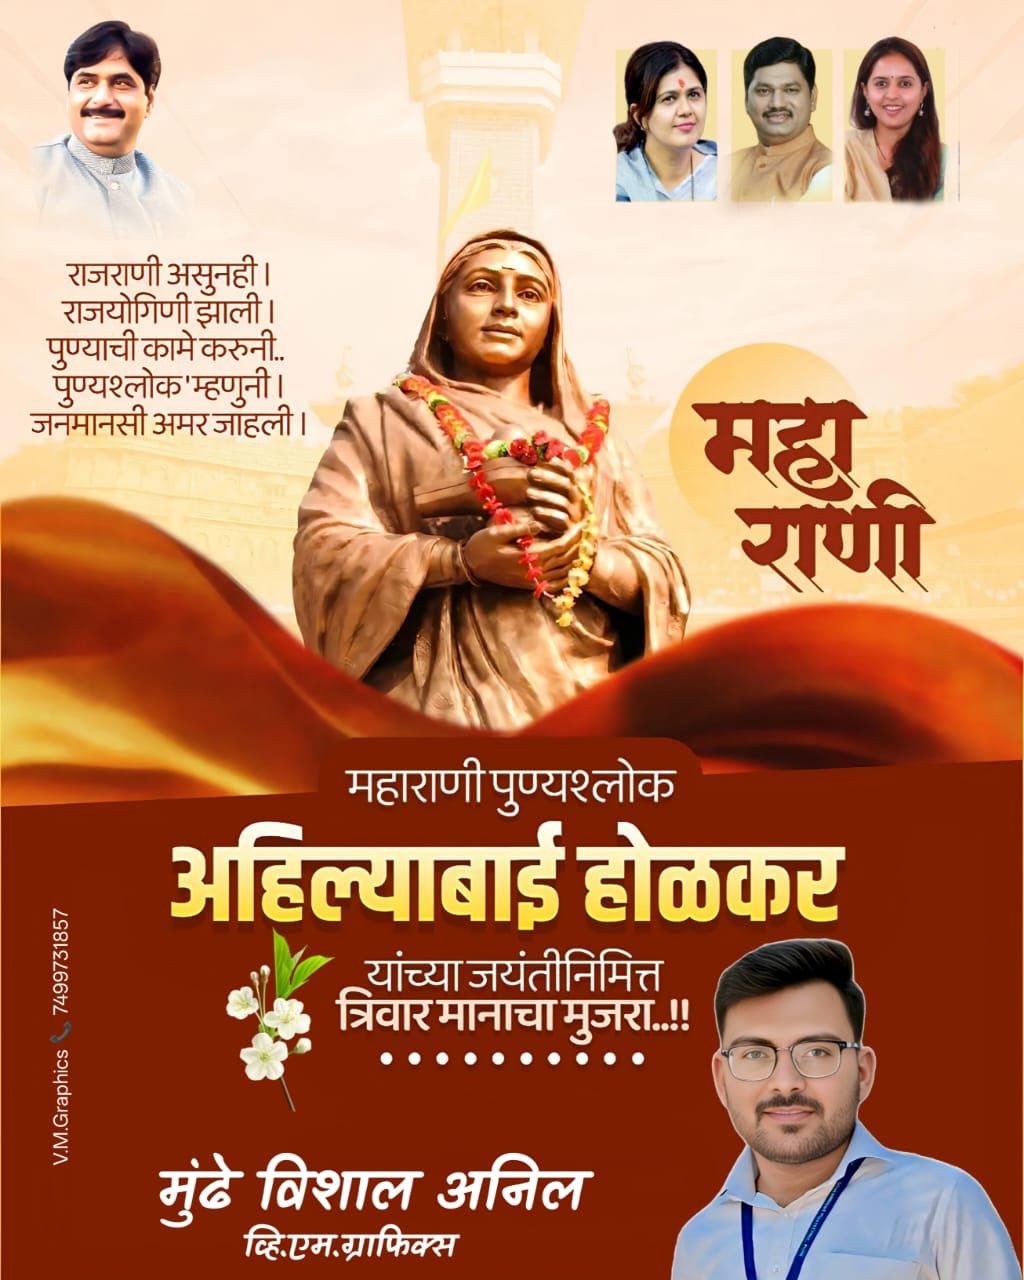 राजराणी असुनही ।
राजयोगिणी झाली ।
पुण्याची कामे करुनी..
पुण्यश्लोक 'म्हणुनी ।
जनमानसी अमर जाहली ।
महा
राणी
महाराणी पुण्यश्लोक
अहिल्याबाई होळकर
यांच्या जयंतीनिमित्त
त्रिवार मानाचा मुजरा..!!
V.M.Graphics 📞 7499731857
मुंढे विशाल अनिल
व्हि.एम.ग्राफिक्स